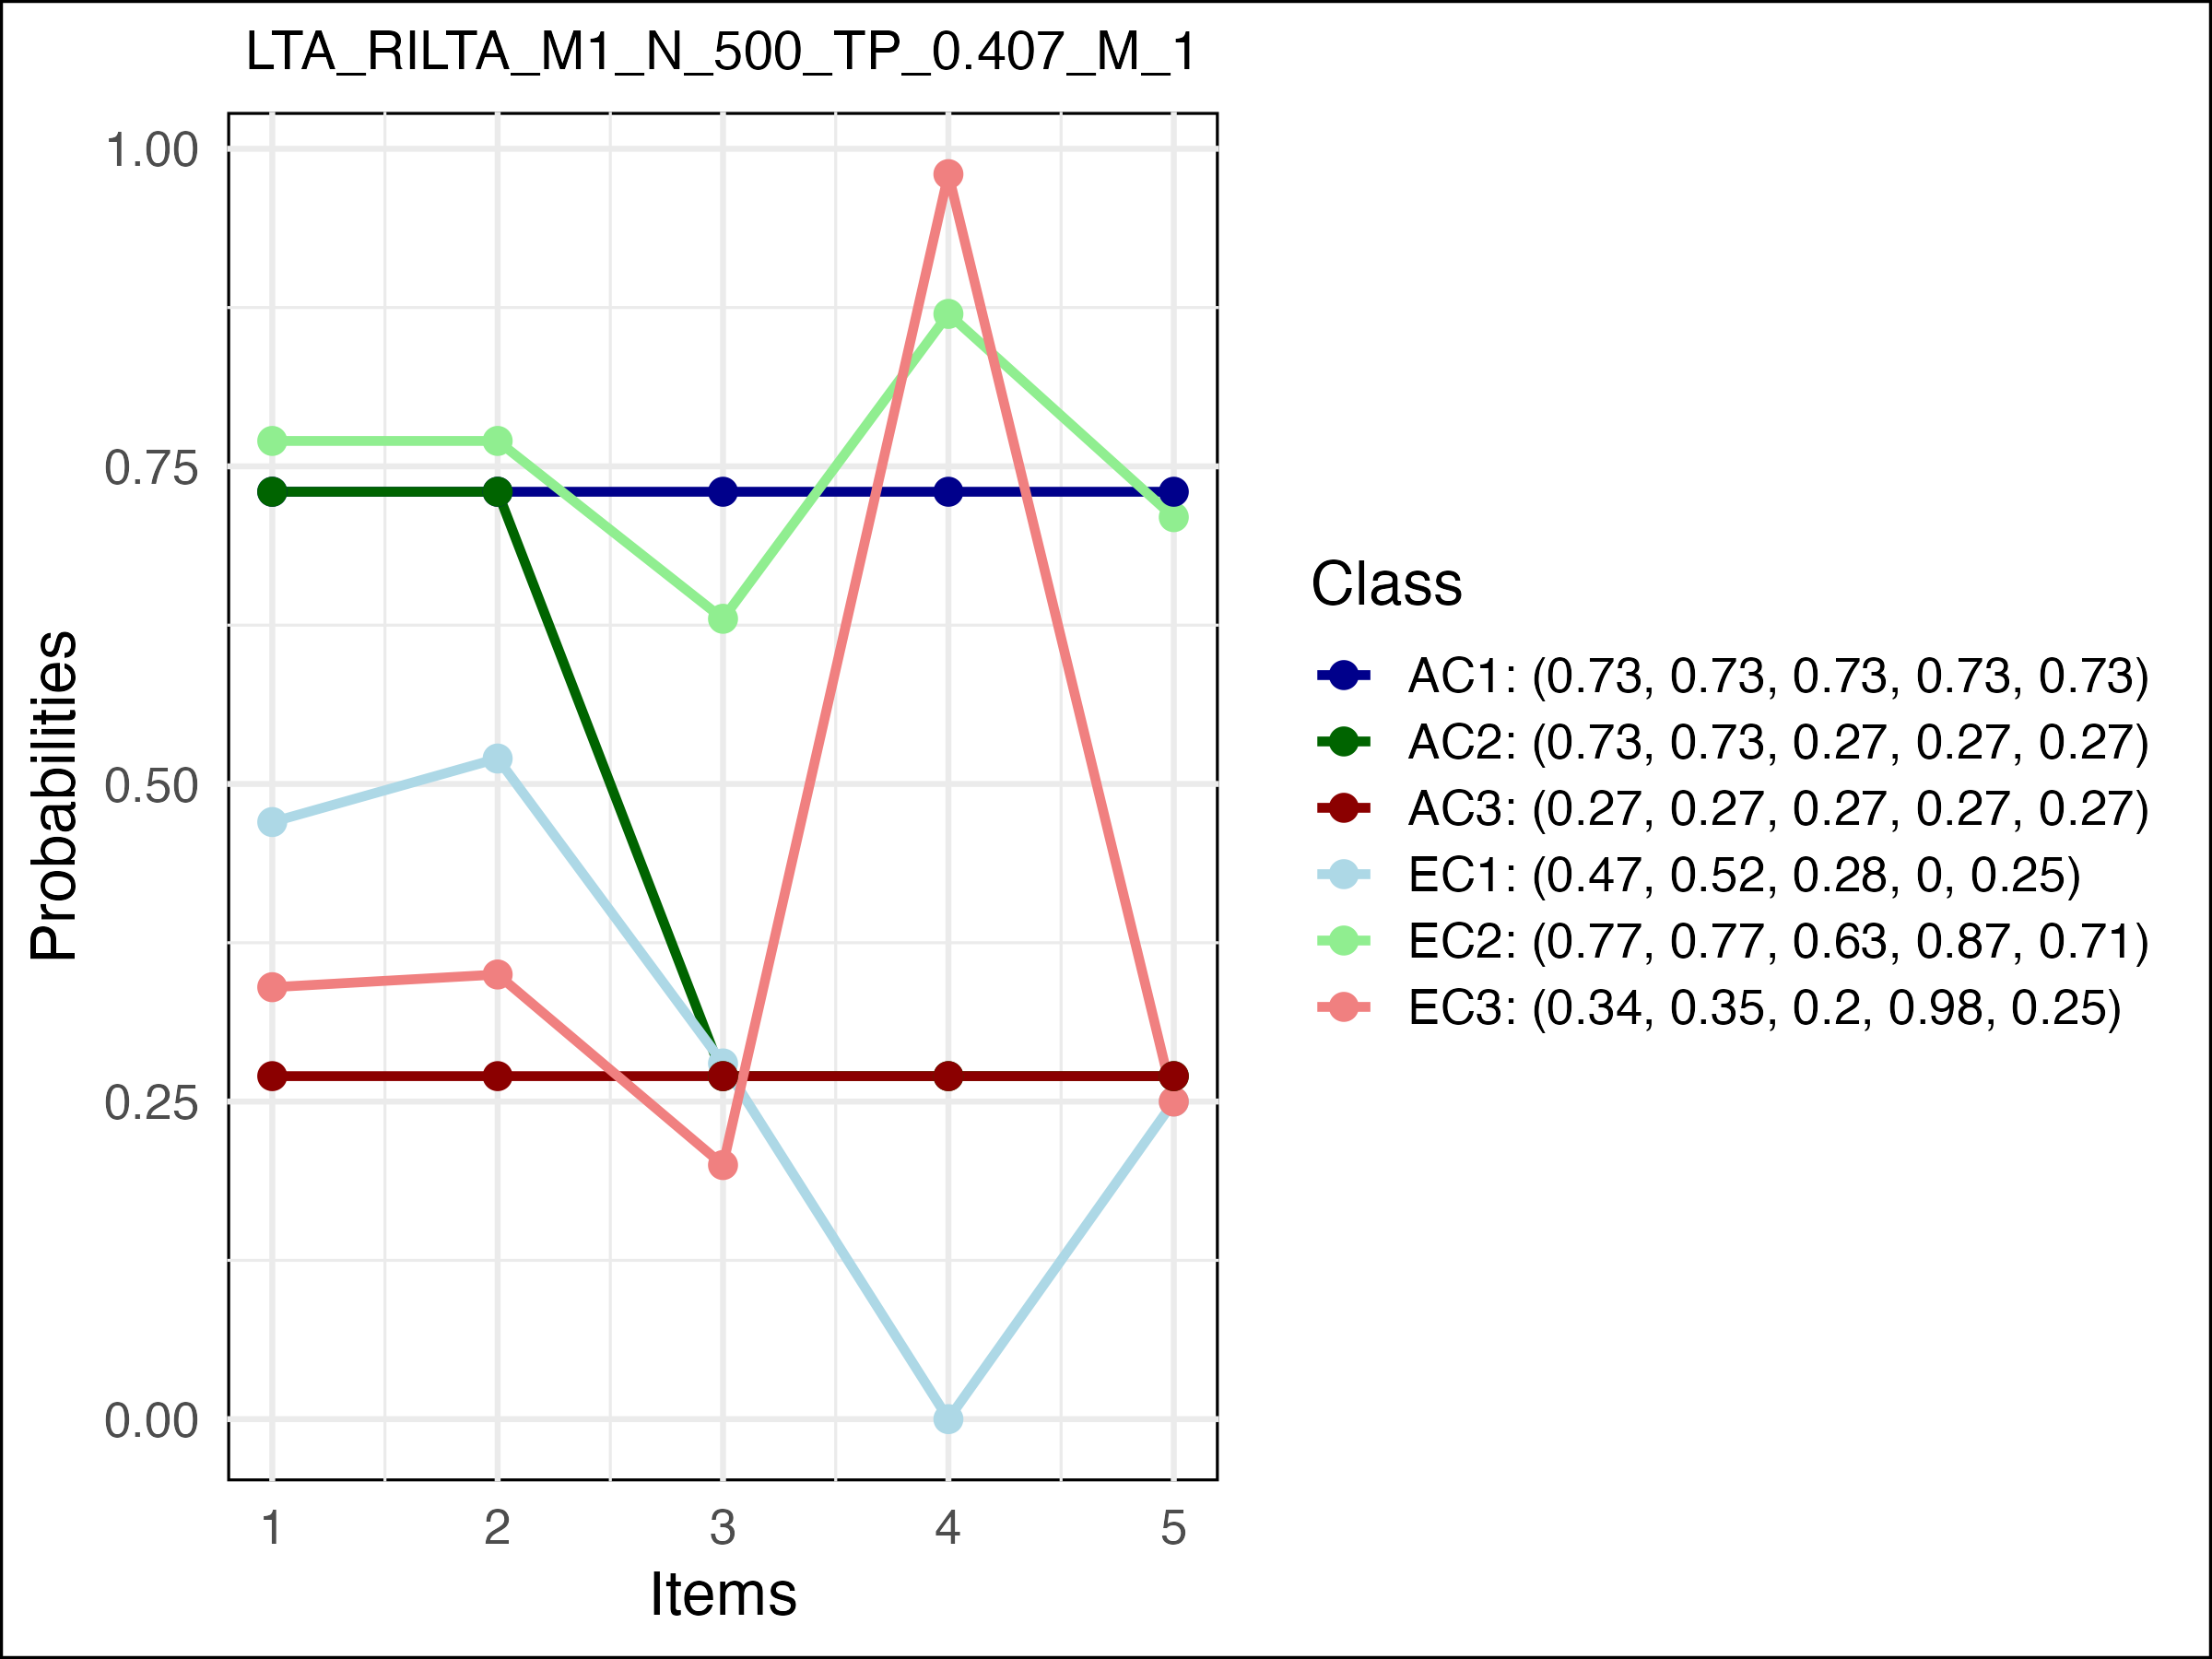 LTA_RILTA_M1_N_500_TP_0.407_M_1
1.00
0.75
0.50
0.25
0.00
Probabilities
1 2 3 4 5
Items
Class
AC1: (0.73, 0.73, 0.73, 0.73, 0.73)
AC2: (0.73, 0.73, 0.27, 0.27, 0.27)
AC3: (0.27, 0.27, 0.27, 0.27, 0.27)
EC1: (0.47, 0.52, 0.28, 0, 0.25)
EC2: (0.77, 0.77, 0.63, 0.87, 0.71)
EC3: (0.34, 0.35, 0.2, 0.98, 0.25)